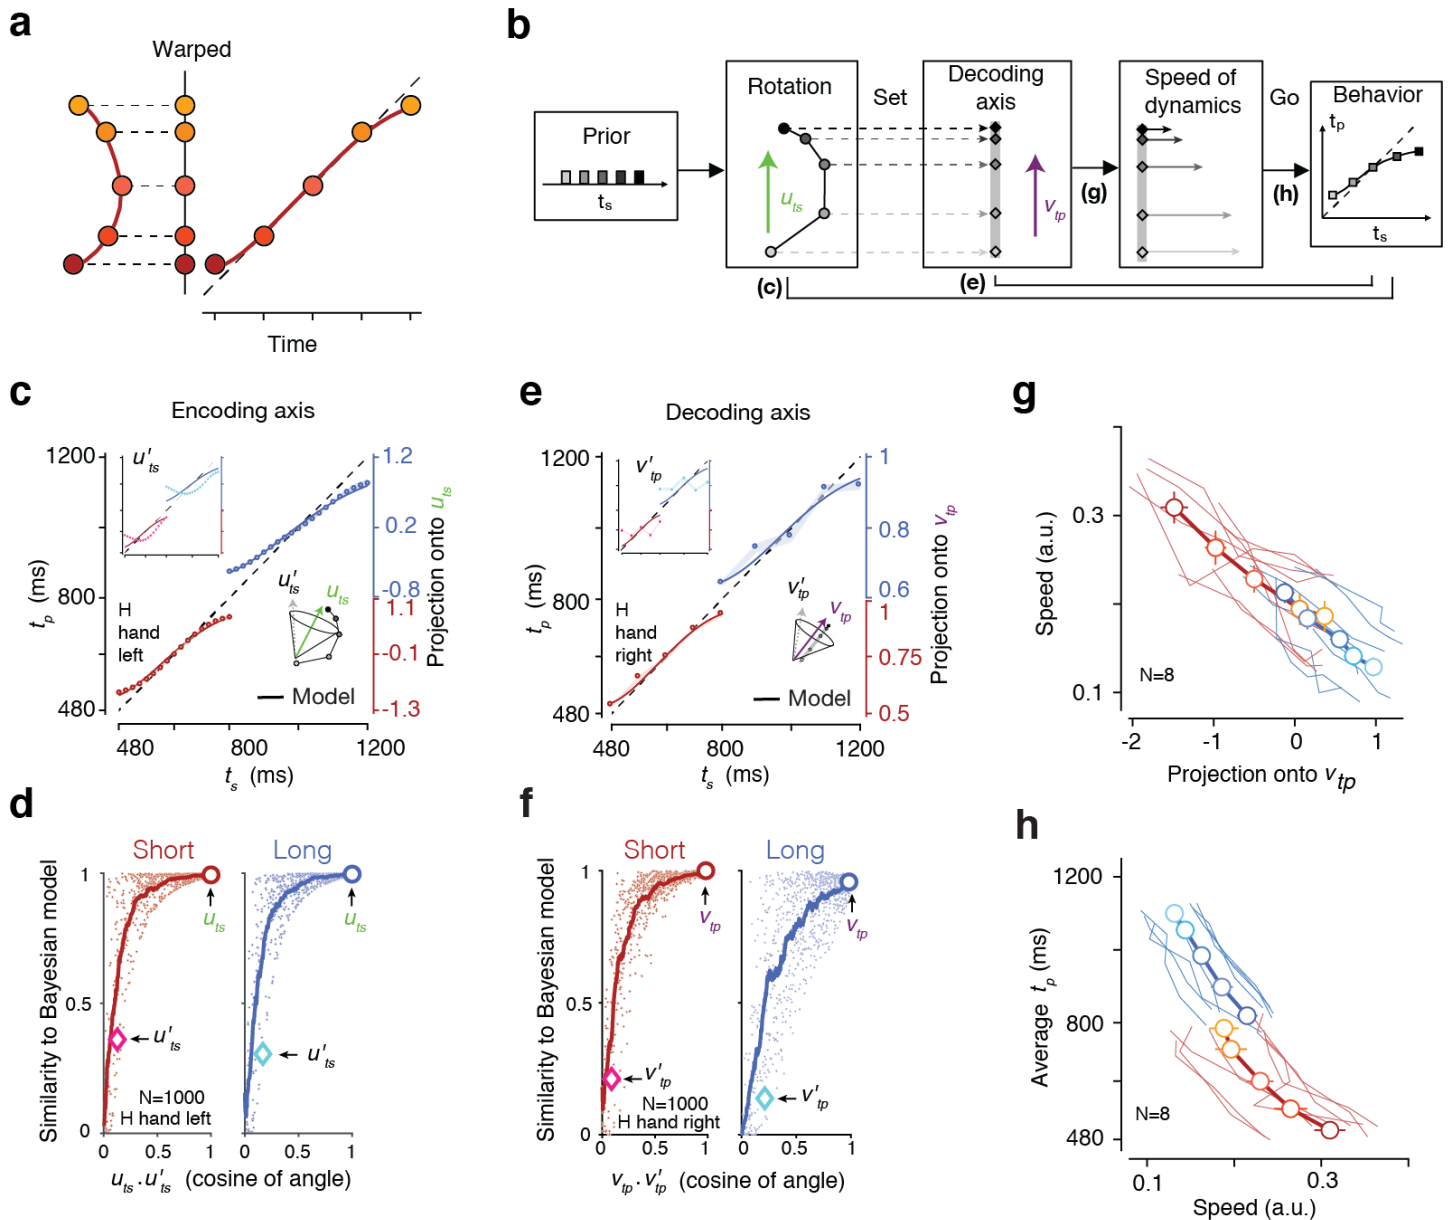 a
Warped
Time
b
Prior
ts
Rotation
uts
(c)
Set
Decoding
axis
vtp
(e)
(g)
Speed of
dynamics
Go
(h)
Behavior
tp
ts
c
Encoding axis
1200
800
480
tp (ms)
u'ts
H
hand
left
u'ts
uts
Model
1.2
0.2
-0.8
1.1
-0.1
-1.3
Projection onto uts
480
800
1200
ts (ms)
e
Decoding axis
1200
800
480
tp (ms)
v'tp
H
hand
right
v'tp
vtp
Model
1
0.8
0.6
1
0.75
0.5
Projection onto vtp
480
800
1200
ts (ms)
g
Speed (a.u.)
0.3
0.1
N=8
-2
-1
0
1
Projection onto vtp
d
Similarity to Bayesian model
Short
Long
1
0.5
0
uts
uts
u'ts
u'ts
N=1000
H hand left
0
0.5
1
0
0.5
1
uts . u'ts (cosine of angle)
f
Similarity to Bayesian model
Short
Long
1
0.5
0
vtp
vtp
v'tp
v'tp
N=1000
H hand right
0
0.5
1
0
0.5
1
vtp . v'tp (cosine of angle)
h
Average tp (ms)
1200
800
480
N=8
0.1
0.3
Speed (a.u.)